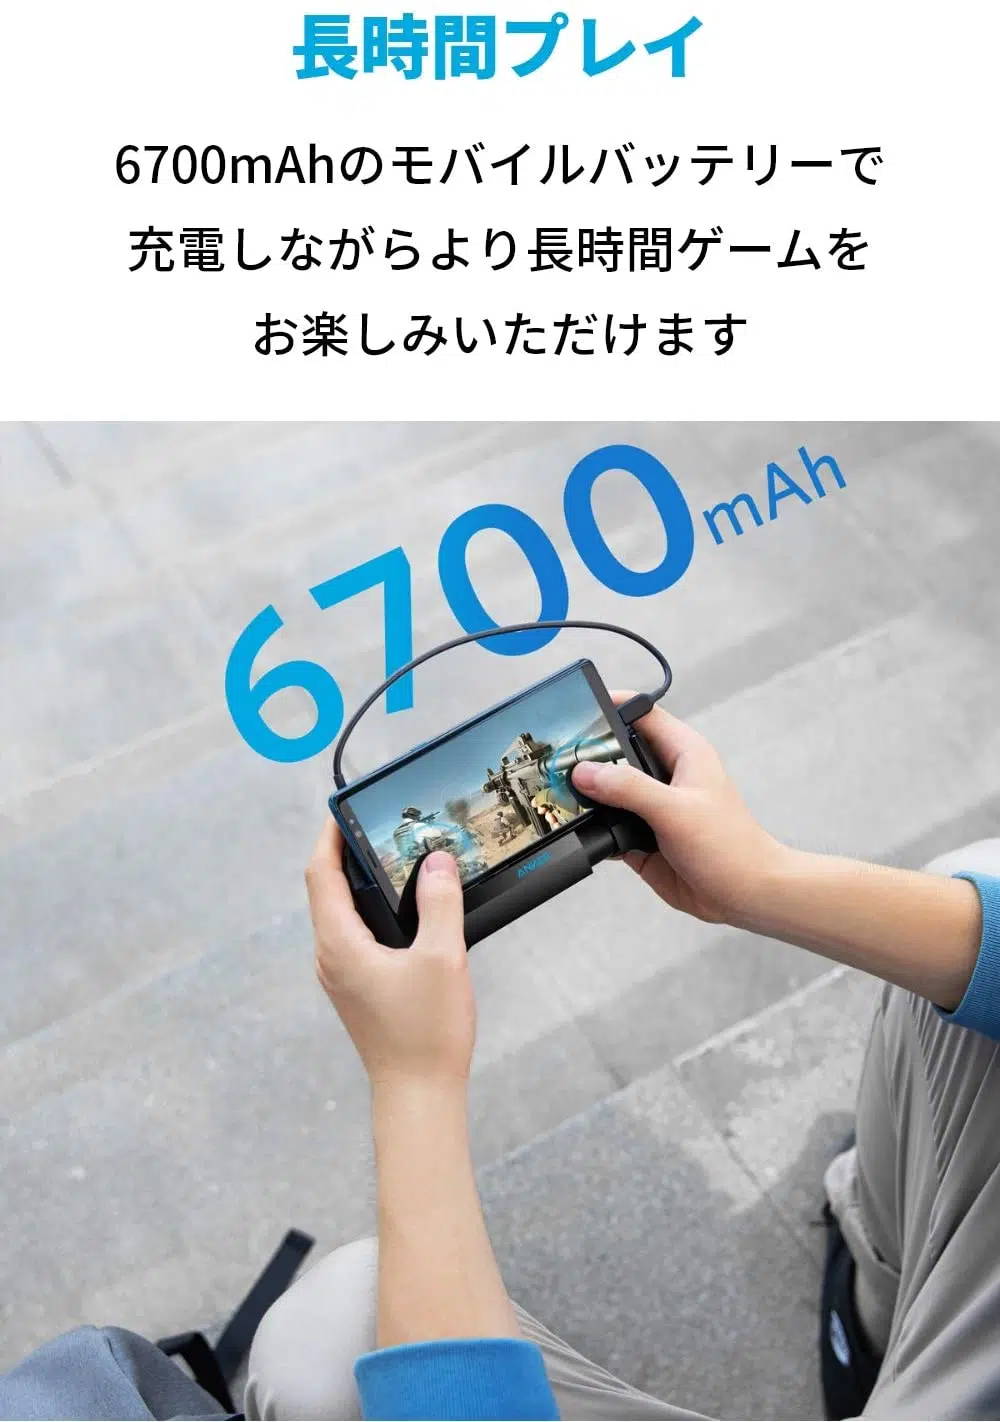 長時間プレイ
6700mAhのモバイルバッテリーで
充電しながらより長時間ゲームを
お楽しみいただけます
6700mAh
ANKER